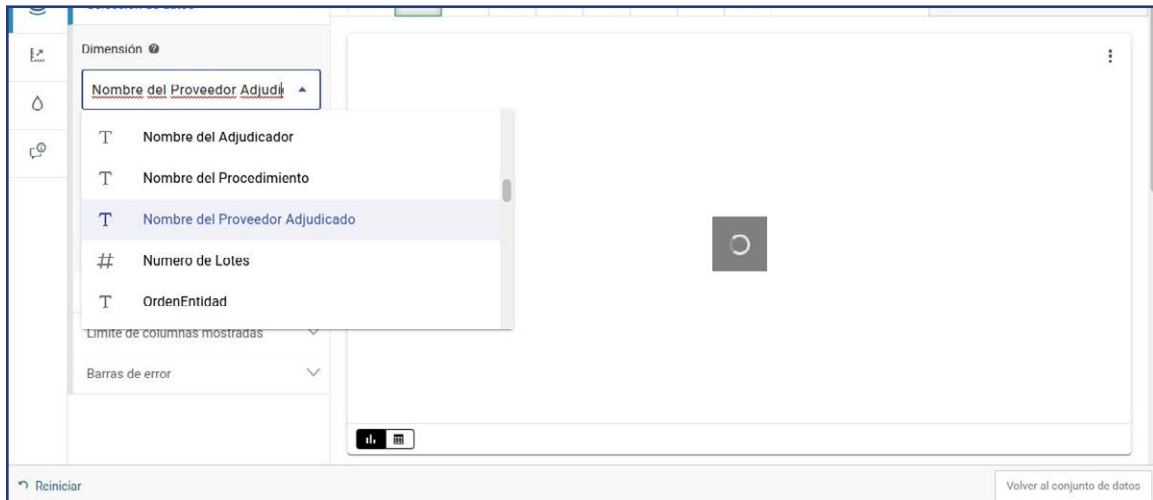 Dimensión
Nombre del Proveedor Adjudi
T Nombre del Adjudicador
T Nombre del Procedimiento
T Nombre del Proveedor Adjudicado
# Numero de Lotes
T OrdenEntidad
Límite de columnas mostradas
Barras de error
Reiniciar
Volver al conjunto de datos